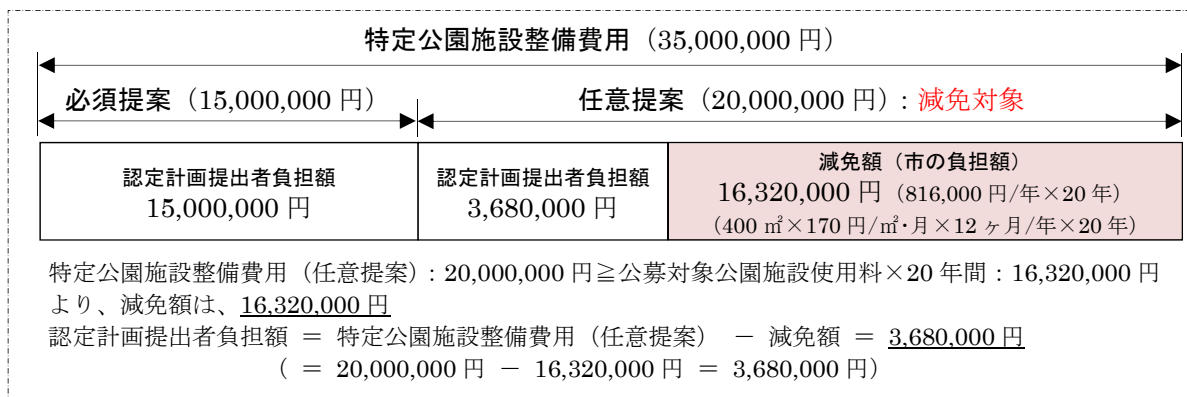 特定公園施設整備費用（35,000,000 円）
必須提案（15,000,000 円）
任意提案（20,000,000 円）: 減免対象
認定計画提出者負担額
15,000,000 円
認定計画提出者負担額
3,680,000 円
減免額（市の負担額）
16,320,000 円（816,000 円/年×20 年）
（400 ㎡×170 円/㎡･月×12 ヶ月/年×20 年）
特定公園施設整備費用（任意提案）: 20,000,000 円≧公募対象公園施設使用料×20 年間 : 16,320,000 円
より、減免額は、16,320,000 円
認定計画提出者負担額 ＝ 特定公園施設整備費用（任意提案） － 減免額 ＝ 3,680,000 円
（ ＝ 20,000,000 円 － 16,320,000 円 ＝ 3,680,000 円）